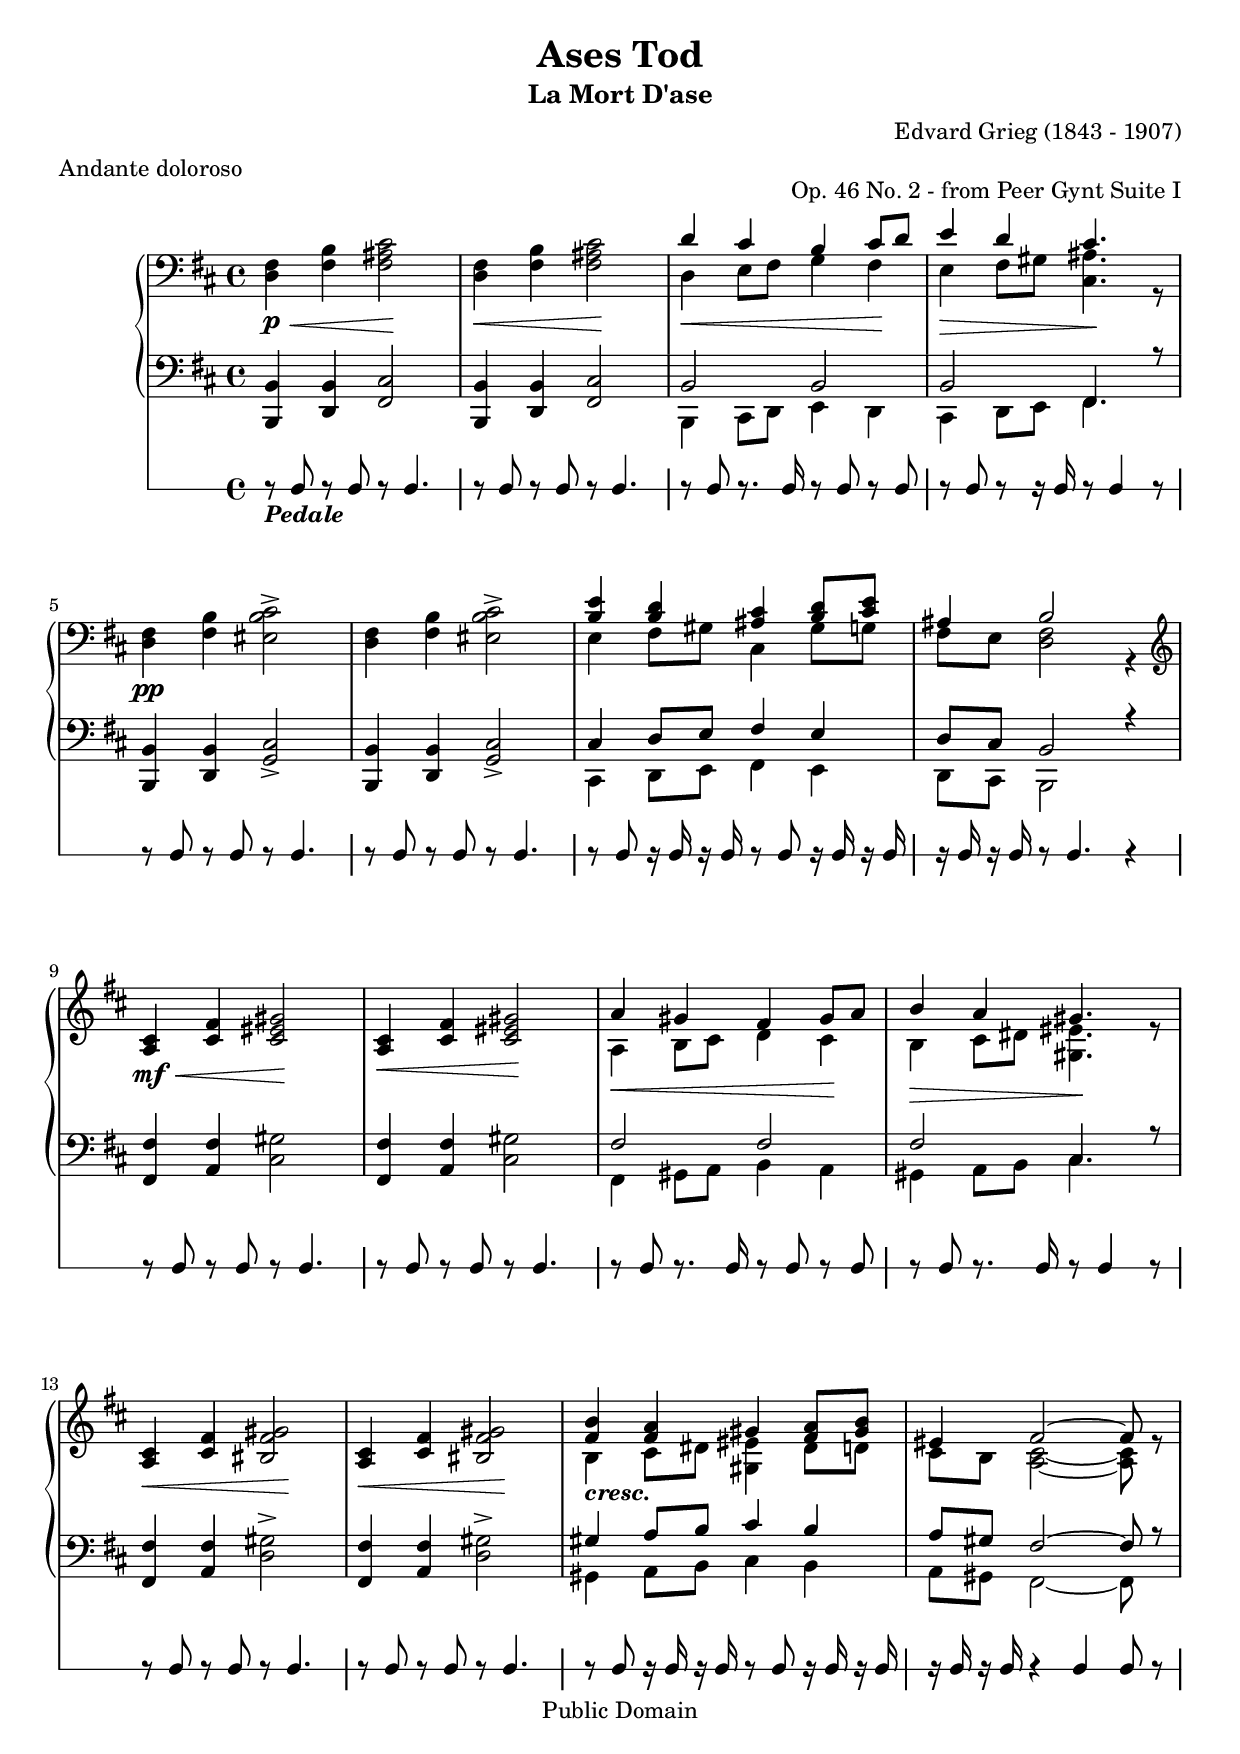 Ases Tod
La Mort D'ase
Edvard Grieg (1843 - 1907)
Andante doloroso
Op. 46 No. 2 - from Peer Gynt Suite I
p
Pedale
5
pp
9
mf
13
cresc.
Public Domain